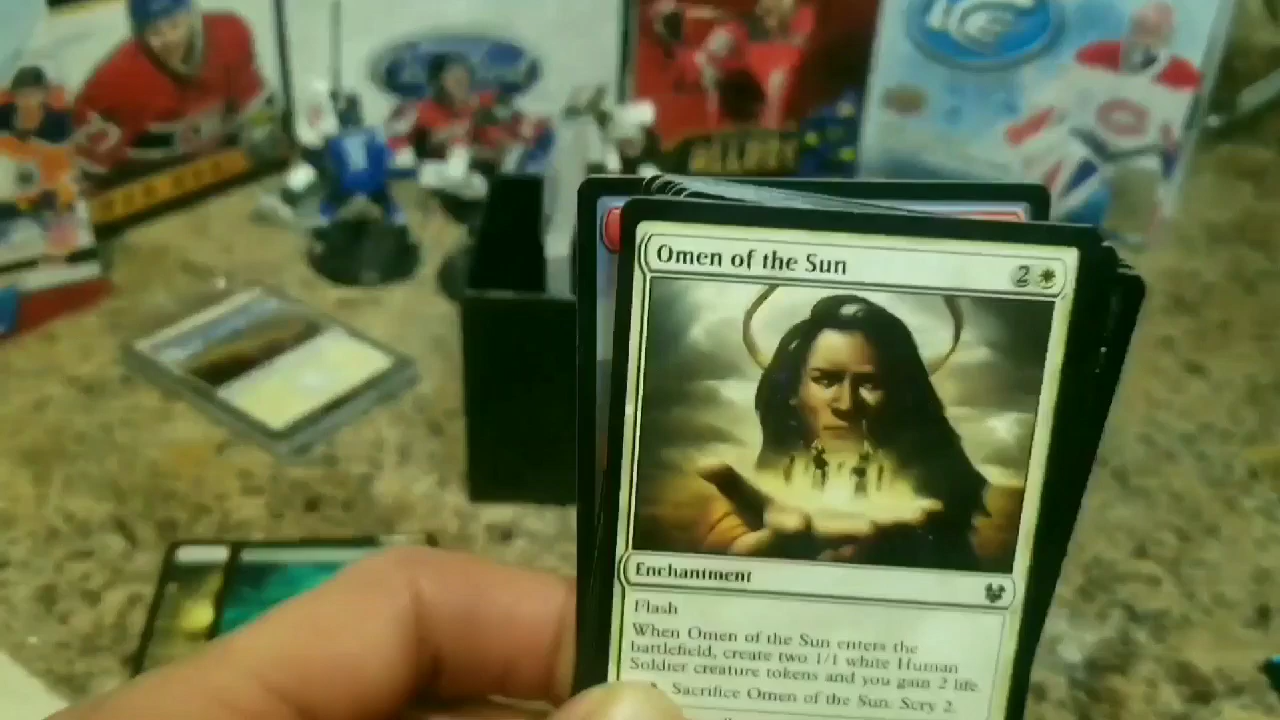 Omen of the Sun
2
Enchantment
Flash
When Omen of the Sun enters the
battlefield, create two 1/1 white Human
Soldier creature tokens and you gain 2 life.
Sacrifice Omen of the Sun: Scry 2.